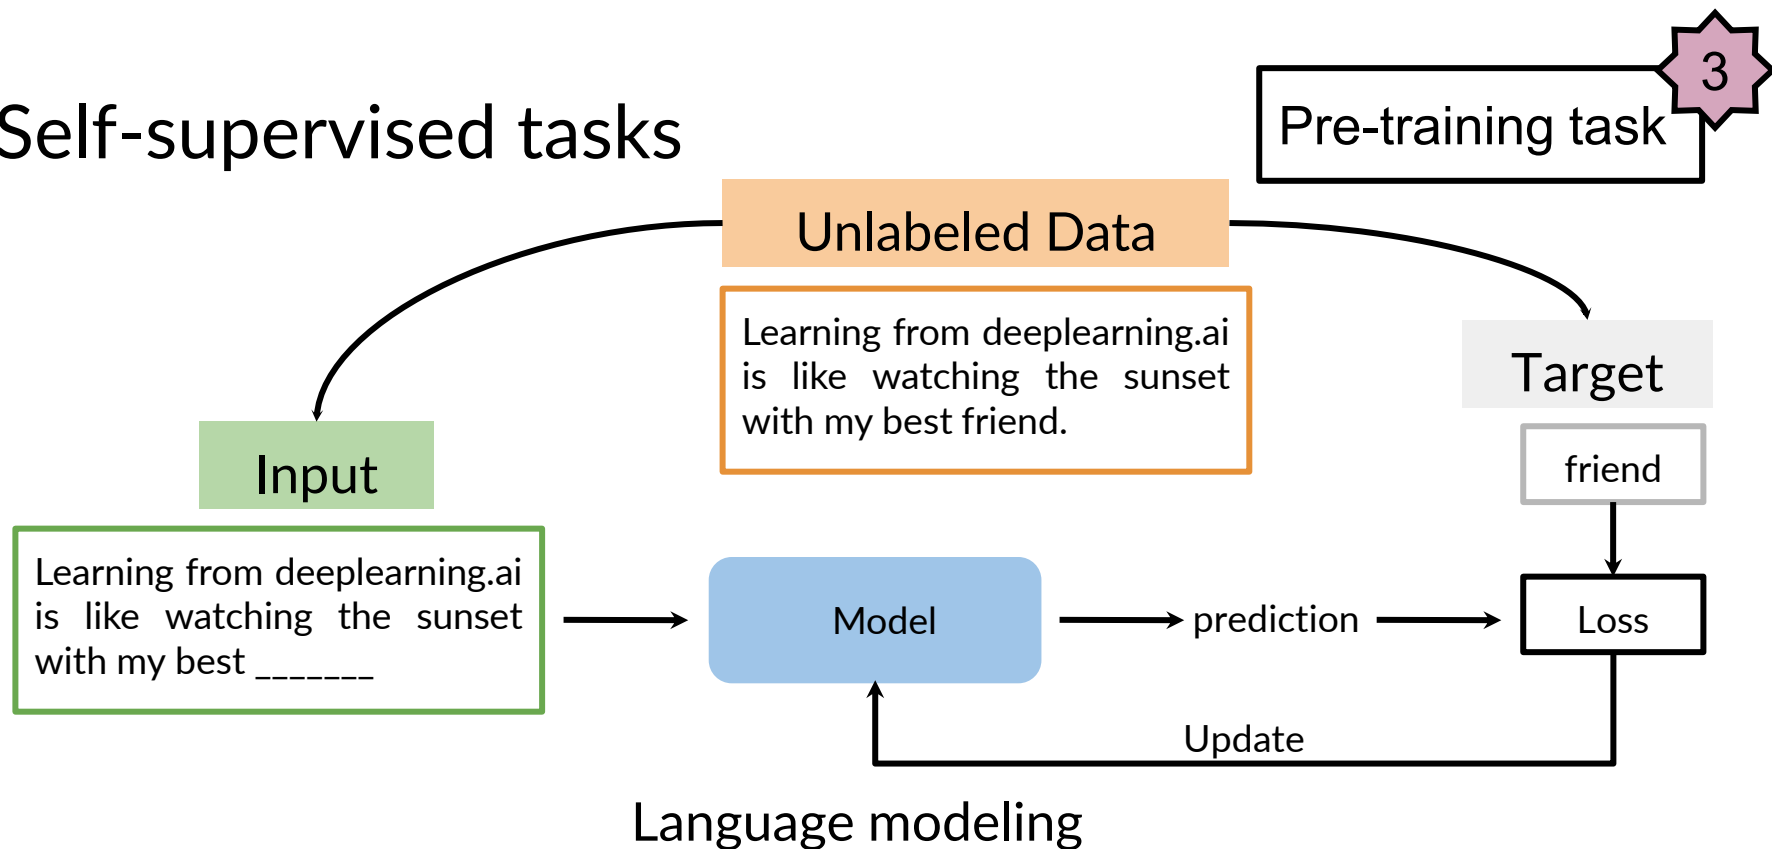 3
Pre-training task
Self-supervised tasks
Unlabeled Data
Learning from deeplearning.ai
is like watching the sunset
with my best friend.
Target
friend
Input
Learning from deeplearning.ai
is like watching the sunset
with my best _______
Model
prediction
Loss
Update
Language modeling